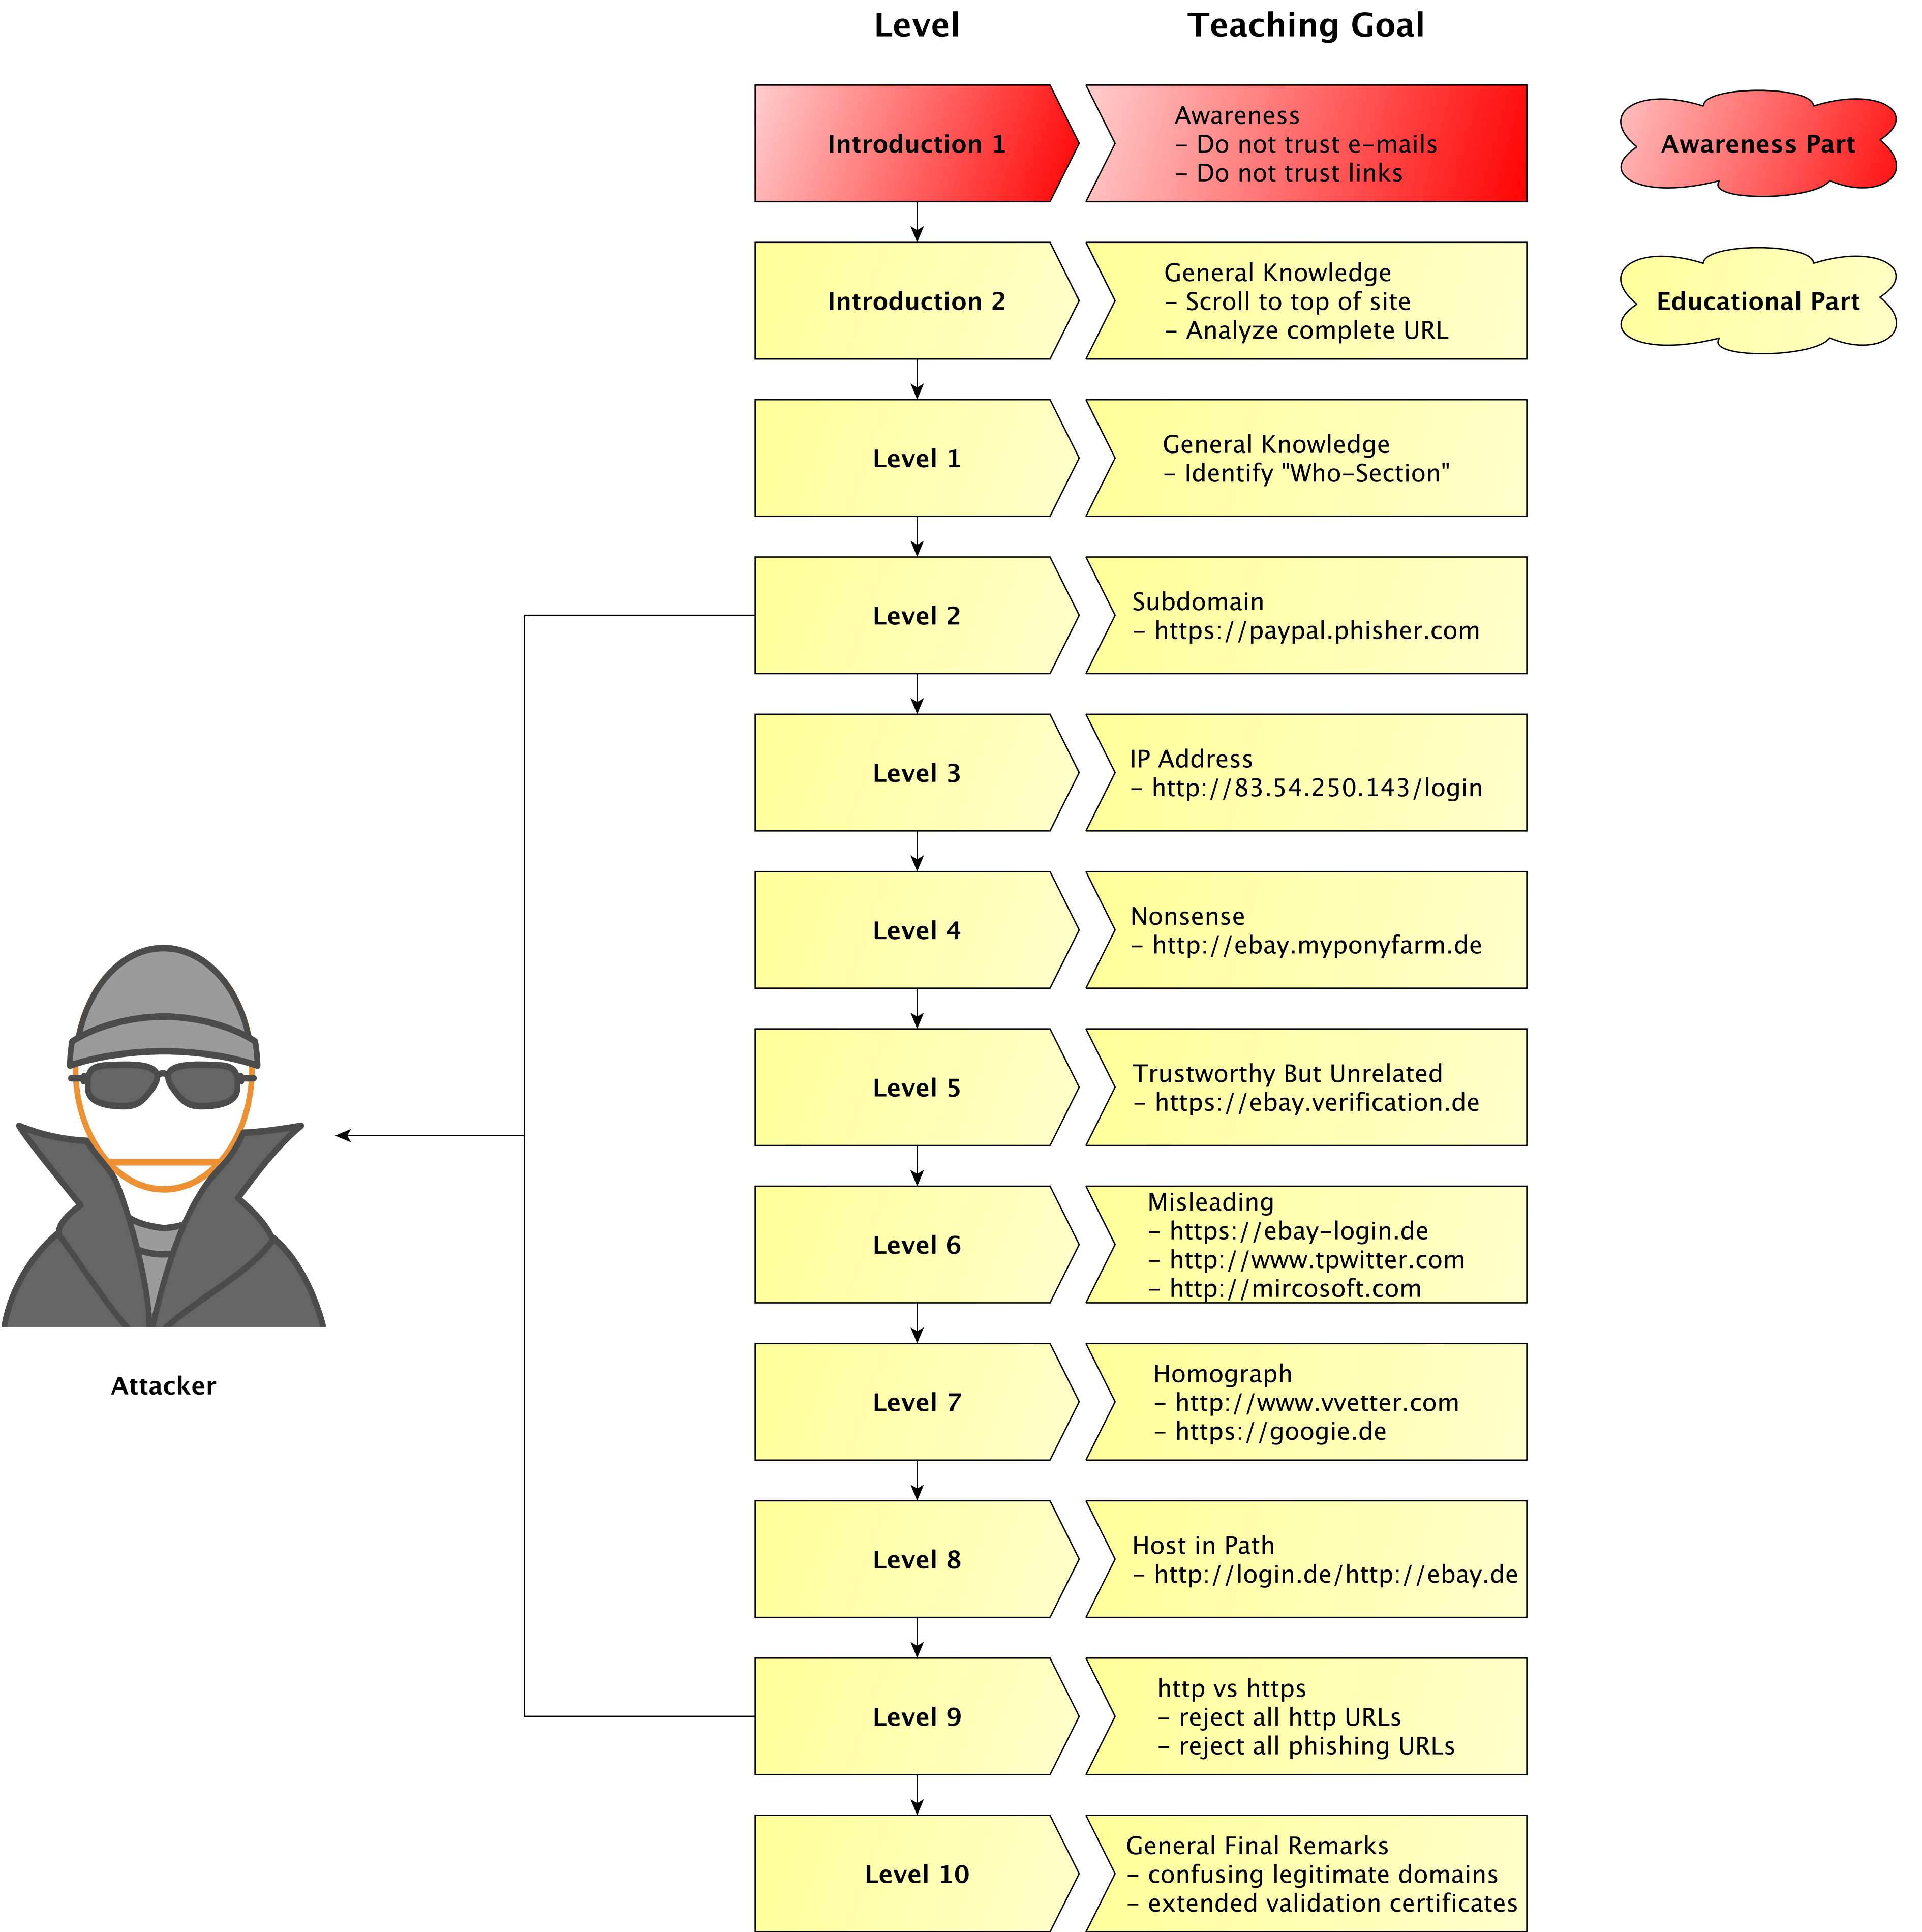 Level
Teaching Goal
Introduction 1
Awareness
- Do not trust e-mails
- Do not trust links
Awareness Part
Introduction 2
General Knowledge
- Scroll to top of site
- Analyze complete URL
Educational Part
Level 1
General Knowledge
- Identify "Who-Section"
Level 2
Subdomain
- https://paypal.phisher.com
Level 3
IP Address
- http://83.54.250.143/login
Level 4
Nonsense
- http://ebay.myponyfarm.de
Level 5
Trustworthy But Unrelated
- https://ebay.verification.de
Level 6
Misleading
- https://ebay-login.de
- http://www.tpwitter.com
- http://mircosoft.com
Attacker
Level 7
Homograph
- http://www.vvetter.com
- https://googie.de
Level 8
Host in Path
- http://login.de/http://ebay.de
Level 9
http vs https
- reject all http URLs
- reject all phishing URLs
Level 10
General Final Remarks
- confusing legitimate domains
- extended validation certificates